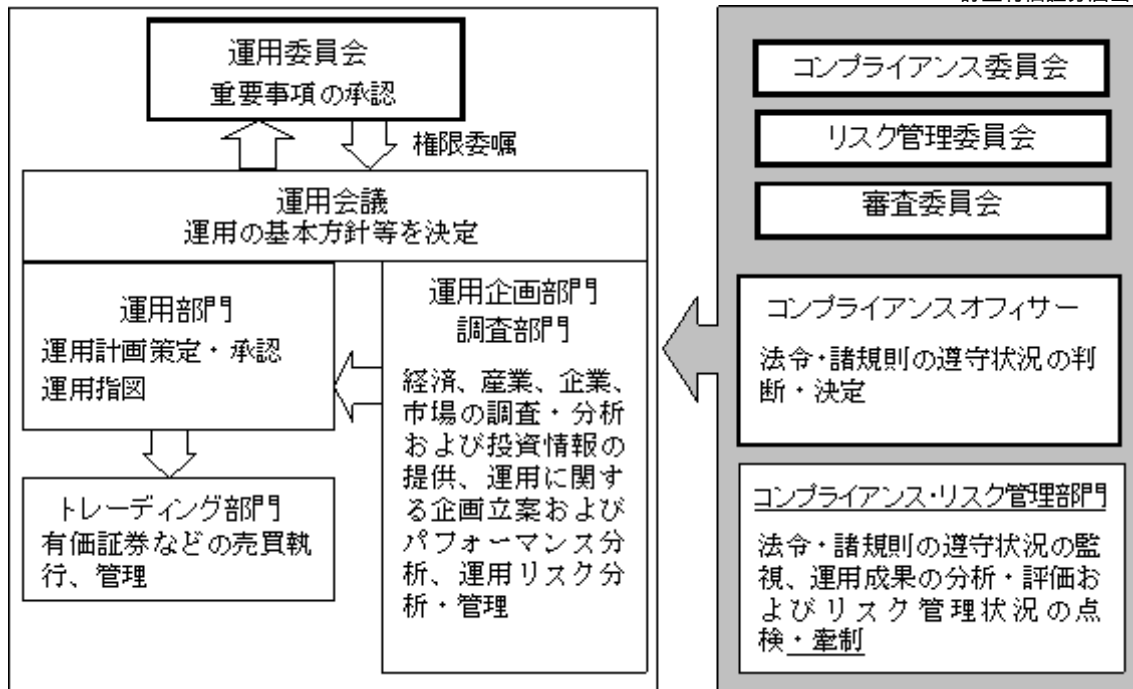 運用委員会
重要事項の承認
権限委嘱
運用会議
運用の基本方針等を決定
運用部門
運用計画策定・承認
運用指図
運用企画部門
調査部門
経済、産業、企業、
市場の調査・分析
および投資情報の
提供、運用に関す
る企画立案および
パフォーマンス分
析、運用リスク分
析・管理
トレーディング部門
有価証券などの売買執
行、管理
コンプライアンス委員会
リスク管理委員会
審査委員会
コンプライアンスオフィサー
法令・諸規則の遵守状況の判
断・決定
コンプライアンス・リスク管理部門
法令・諸規則の遵守状況の監
視、運用成果の分析・評価お
よびリスク管理状況の点
検・牽制